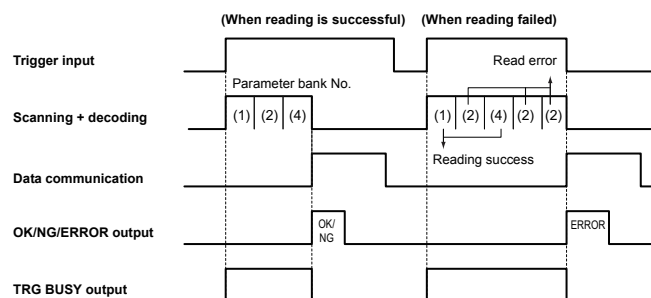 (When reading is successful) (When reading failed)
Trigger input
Read error
Parameter bank No.
Scanning + decoding
(1) (2) (4) (1) (2) (4) (2) (2)
Reading success
Data communication
OK/NG/ERROR output
OK/
NG
ERROR
TRG BUSY output